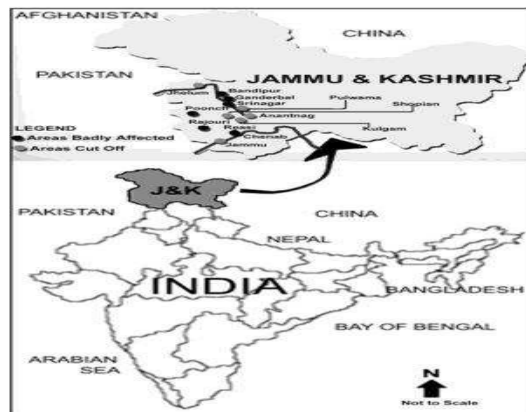 AFGHANISTAN
CHINA
PAKISTAN
JAMMU & KASHMIR
Jhelum
Bandipur
Ganderbal
Srinagar
Pulwama
Shopian
Poonch
Anantnag
Rajouri
Kulgam
Reasi
Chenab
Jammu
LEGEND
Areas Badly Affected
Areas Cut Off
J&K
PAKISTAN
CHINA
NEPAL
INDIA
BANGLADESH
BAY OF BENGAL
ARABIAN
SEA
N
Not to Scale